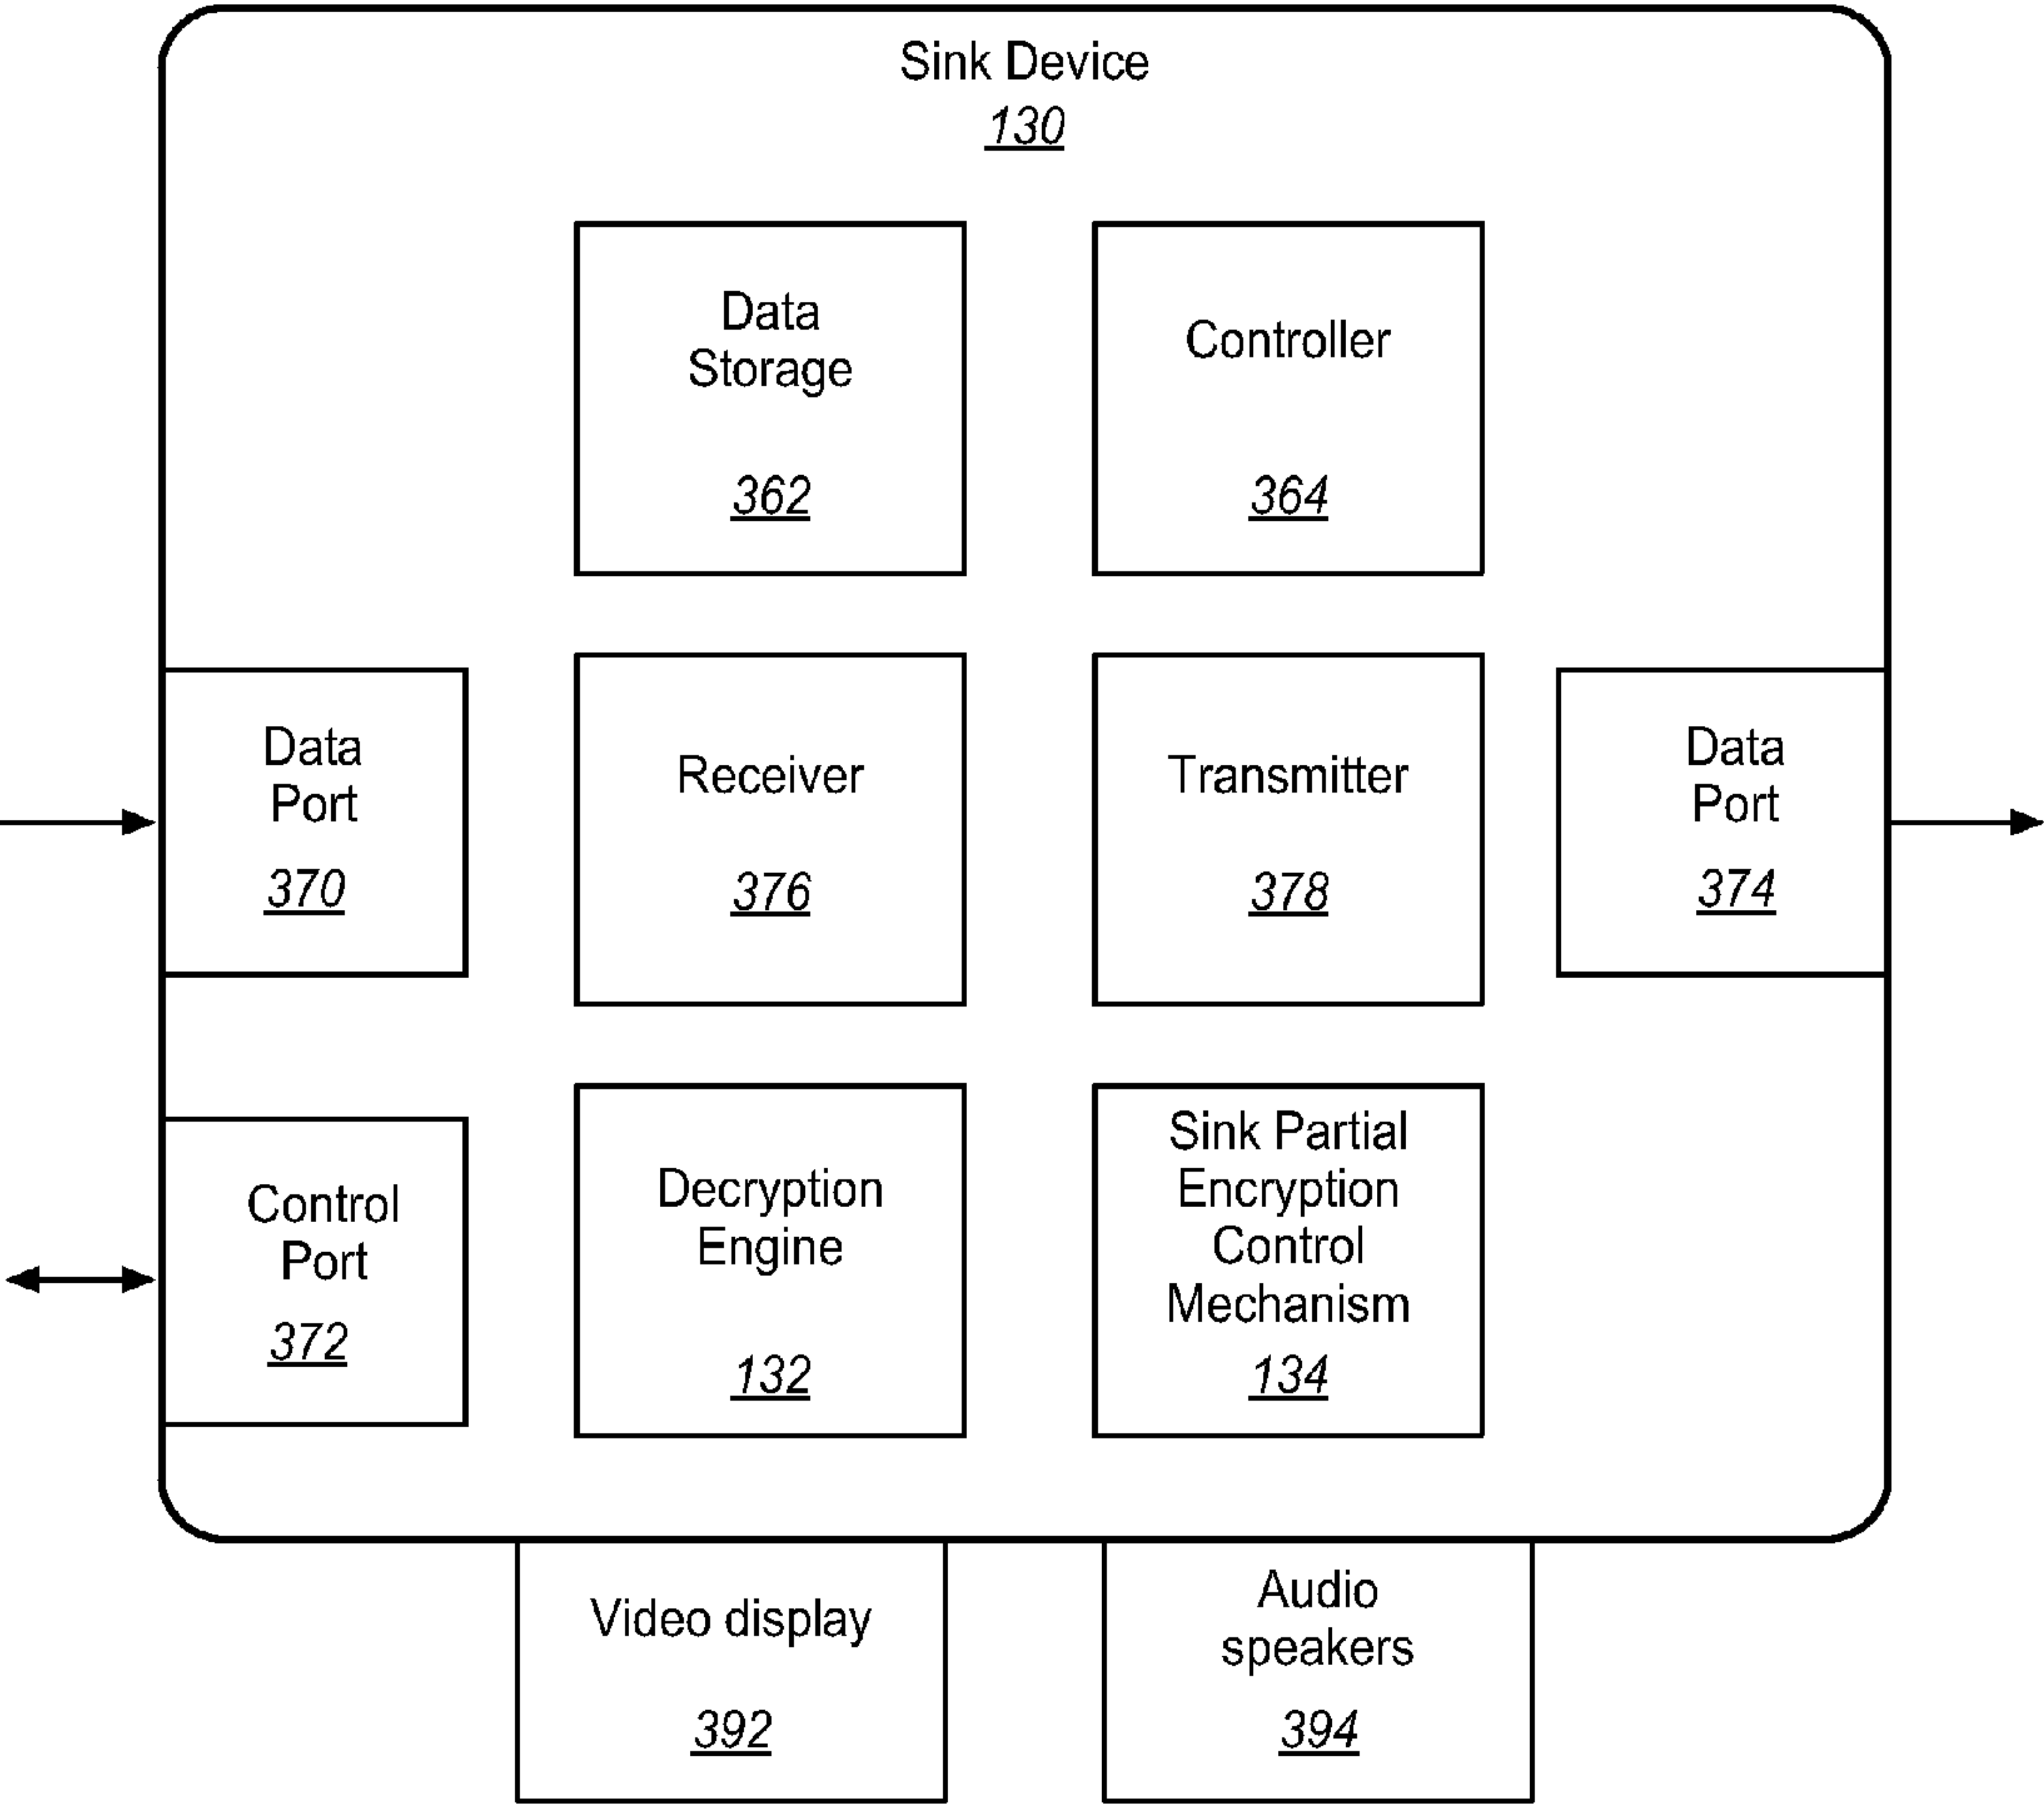 Sink Device
130
Data
Storage
362
Controller
364
Data
Port
370
Receiver
376
Transmitter
378
Data
Port
374
Control
Port
372
Decryption
Engine
132
Sink Partial
Encryption
Control
Mechanism
134
Video display
392
Audio
speakers
394